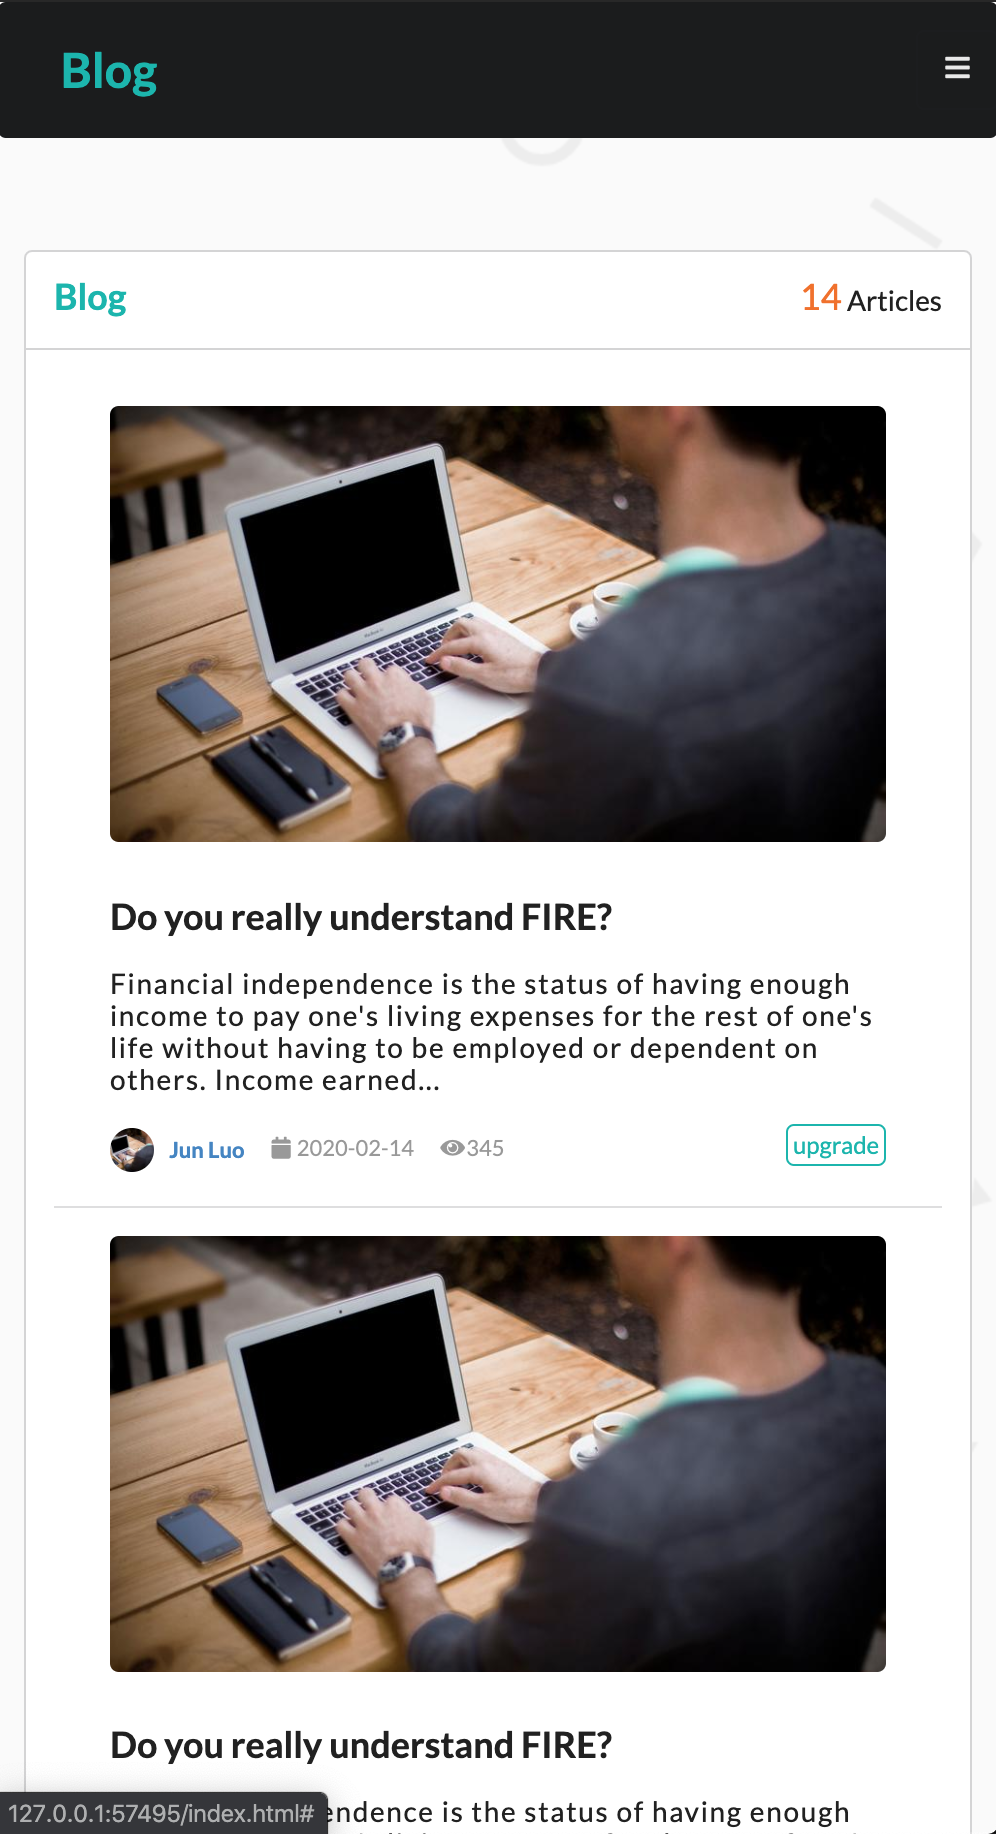 Blog
Blog
14 Articles
Do you really understand FIRE?
Financial independence is the status of having enough
income to pay one's living expenses for the rest of one's
life without having to be employed or dependent on
others. Income earned...
Jun Luo 2020-02-14 345 upgrade
Do you really understand FIRE?
endence is the status of having enough
127.0.0.1:57495/index.html#